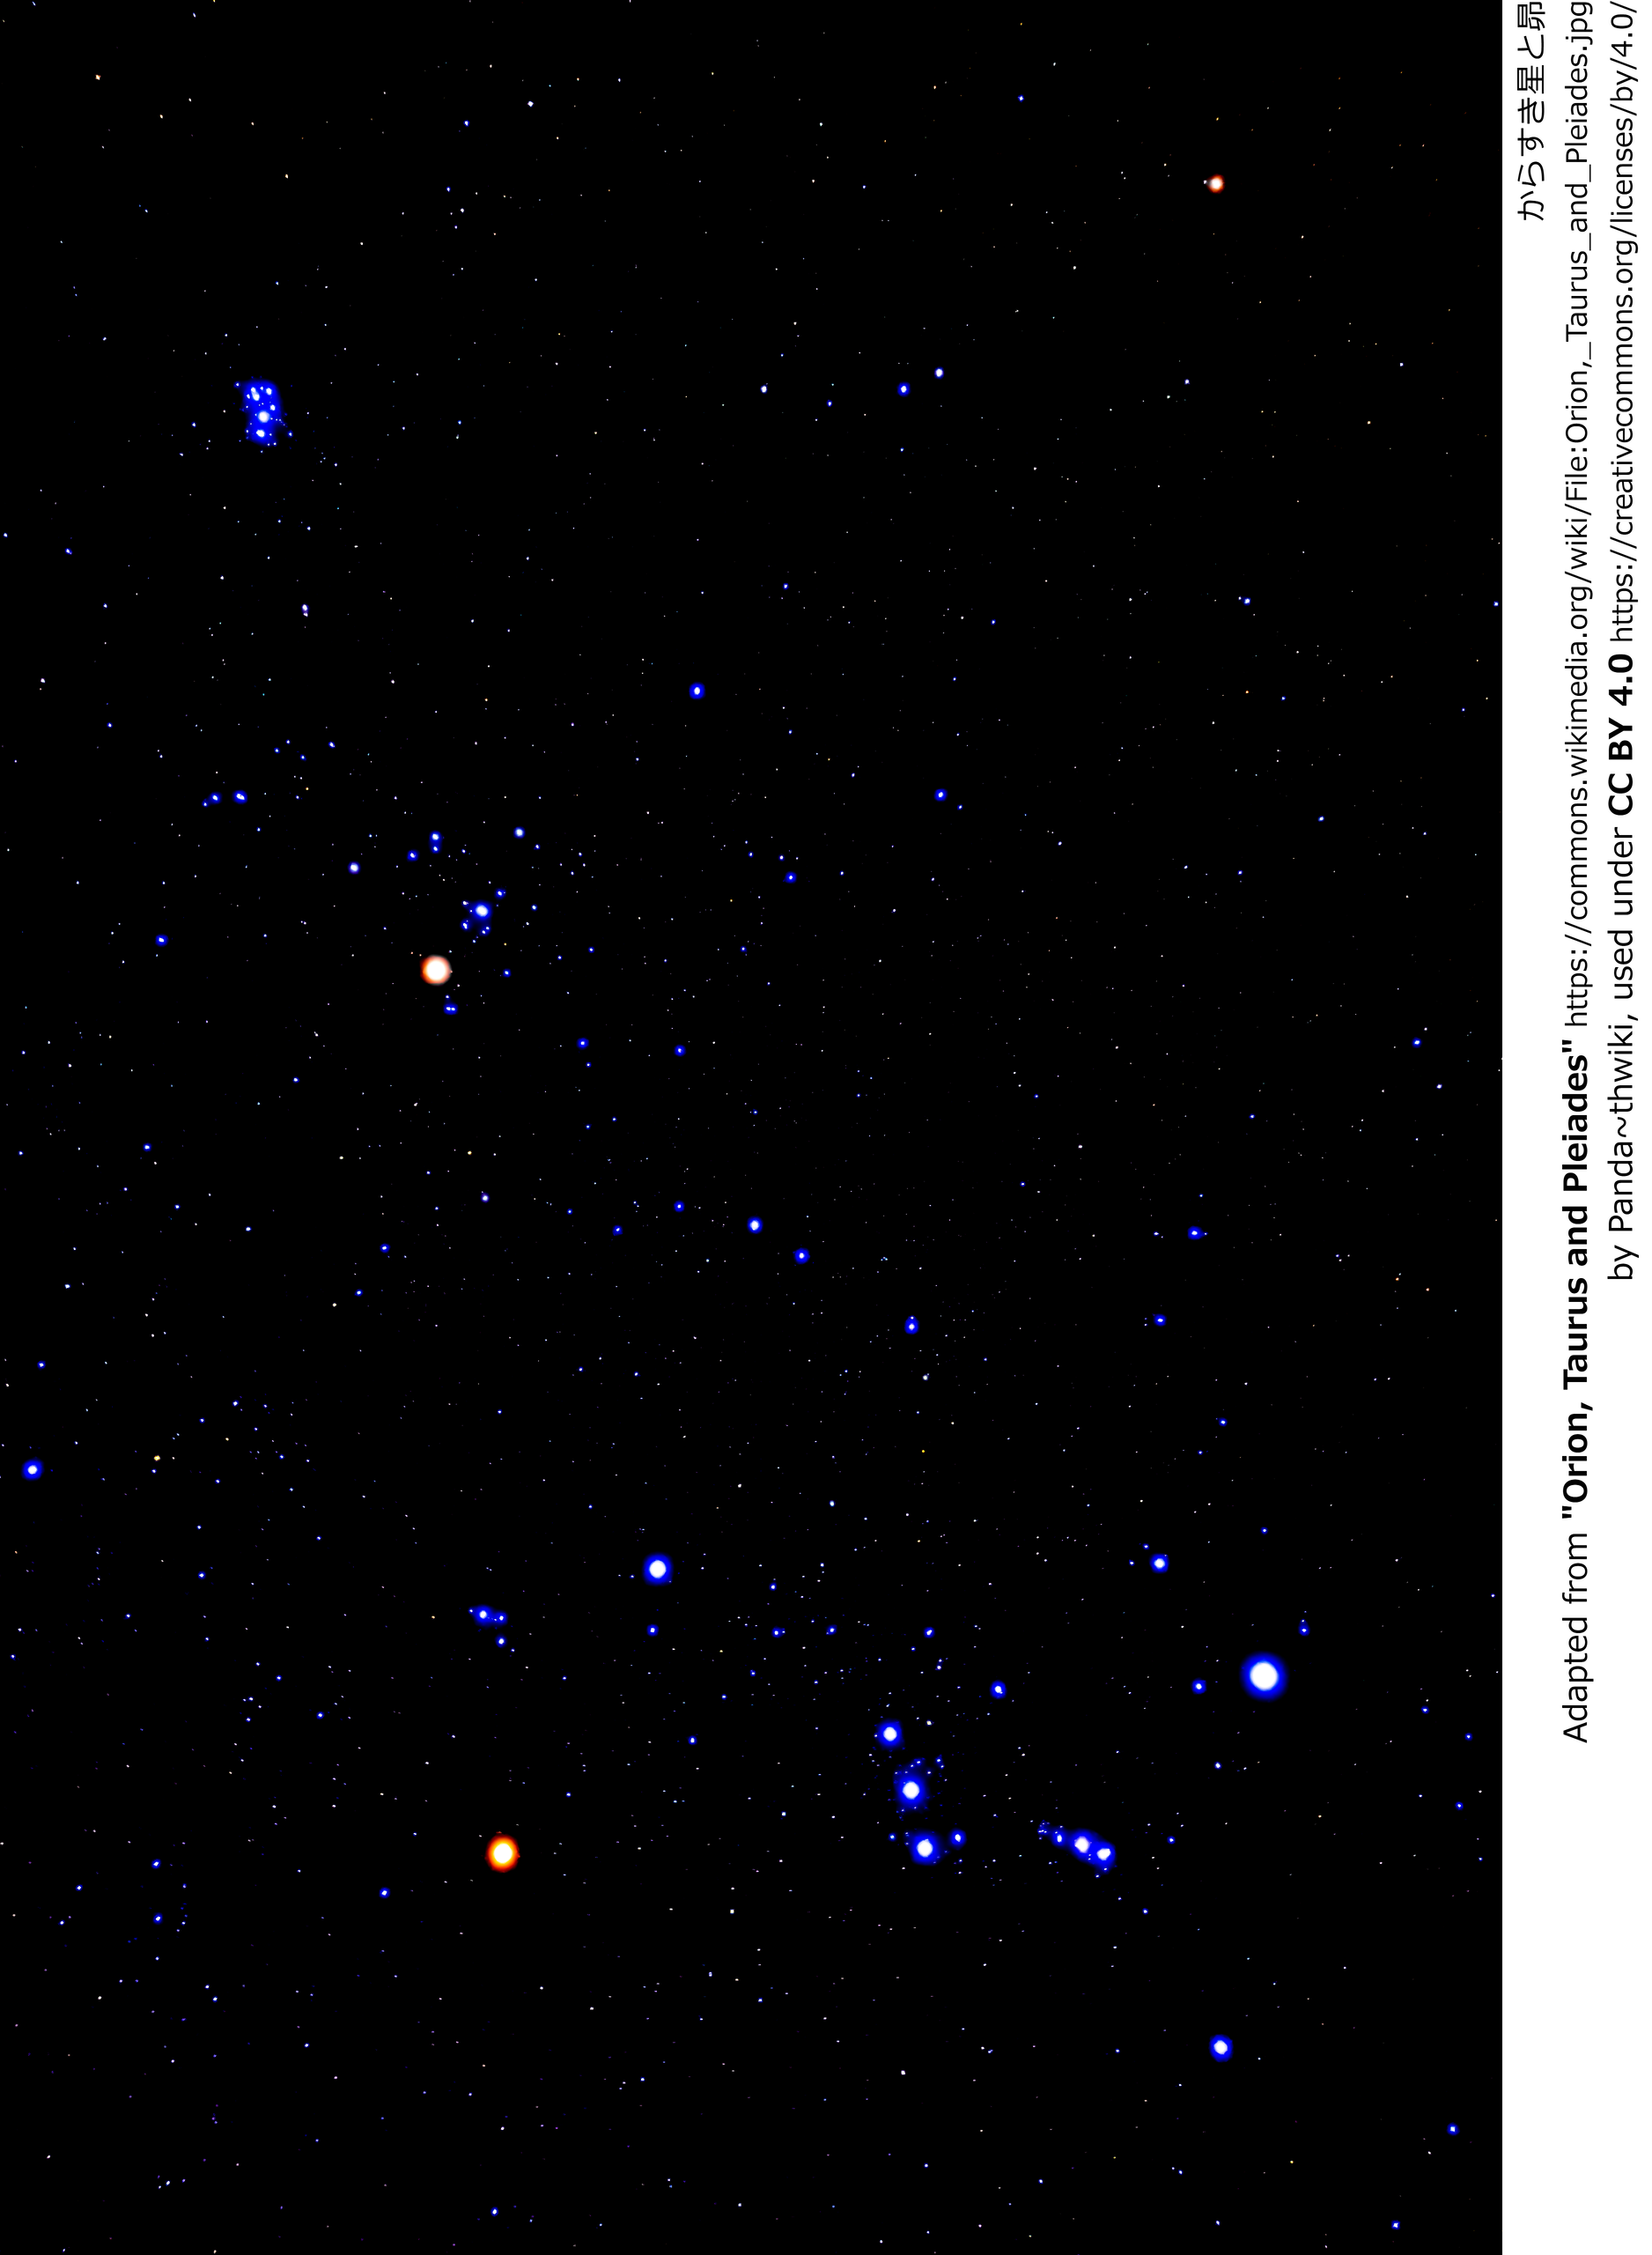 からすき星と昴
Adapted from "Orion, Taurus and Pleiades" https://commons.wikimedia.org/wiki/File:Orion,_Taurus_and_Pleiades.jpg
by Panda~thwiki, used under CC BY 4.0 https://creativecommons.org/licenses/by/4.0/